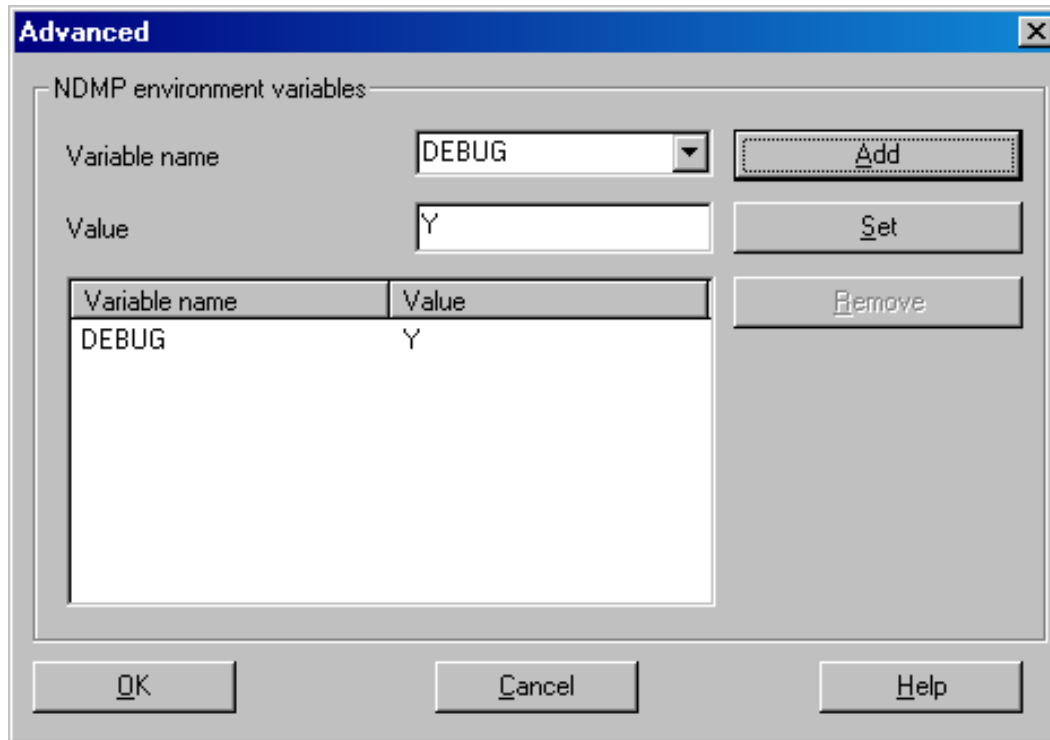 Advanced
NDMP environment variables
Variable name DEBUG Add
Value Y Set
Variable name Value Remove
DEBUG Y
OK Cancel Help